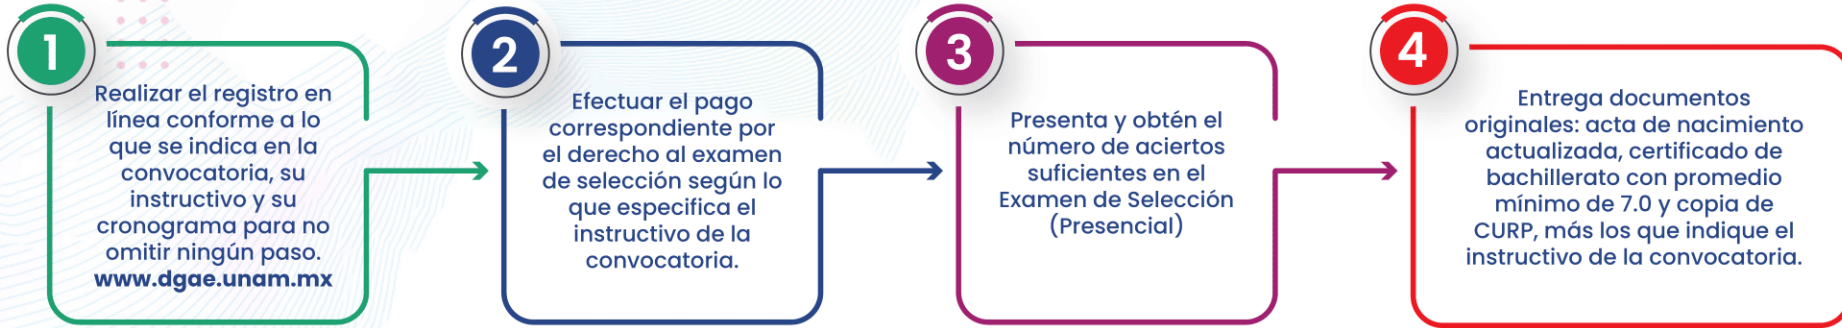 1
Realizar el registro en
línea conforme a lo
que se indica en la
convocatoria, su
instructivo y su
cronograma para no
omitir ningún paso.
www.dgae.unam.mx
2
Efectuar el pago
correspondiente por
el derecho al examen
de selección según lo
que especifica el
instructivo de la
convocatoria.
3
Presenta y obtén el
número de aciertos
suficientes en el
Examen de Selección
(Presencial)
4
Entrega documentos
originales: acta de nacimiento
actualizada, certificado de
bachillerato con promedio
mínimo de 7.0 y copia de
CURP, más los que indique el
instructivo de la convocatoria.